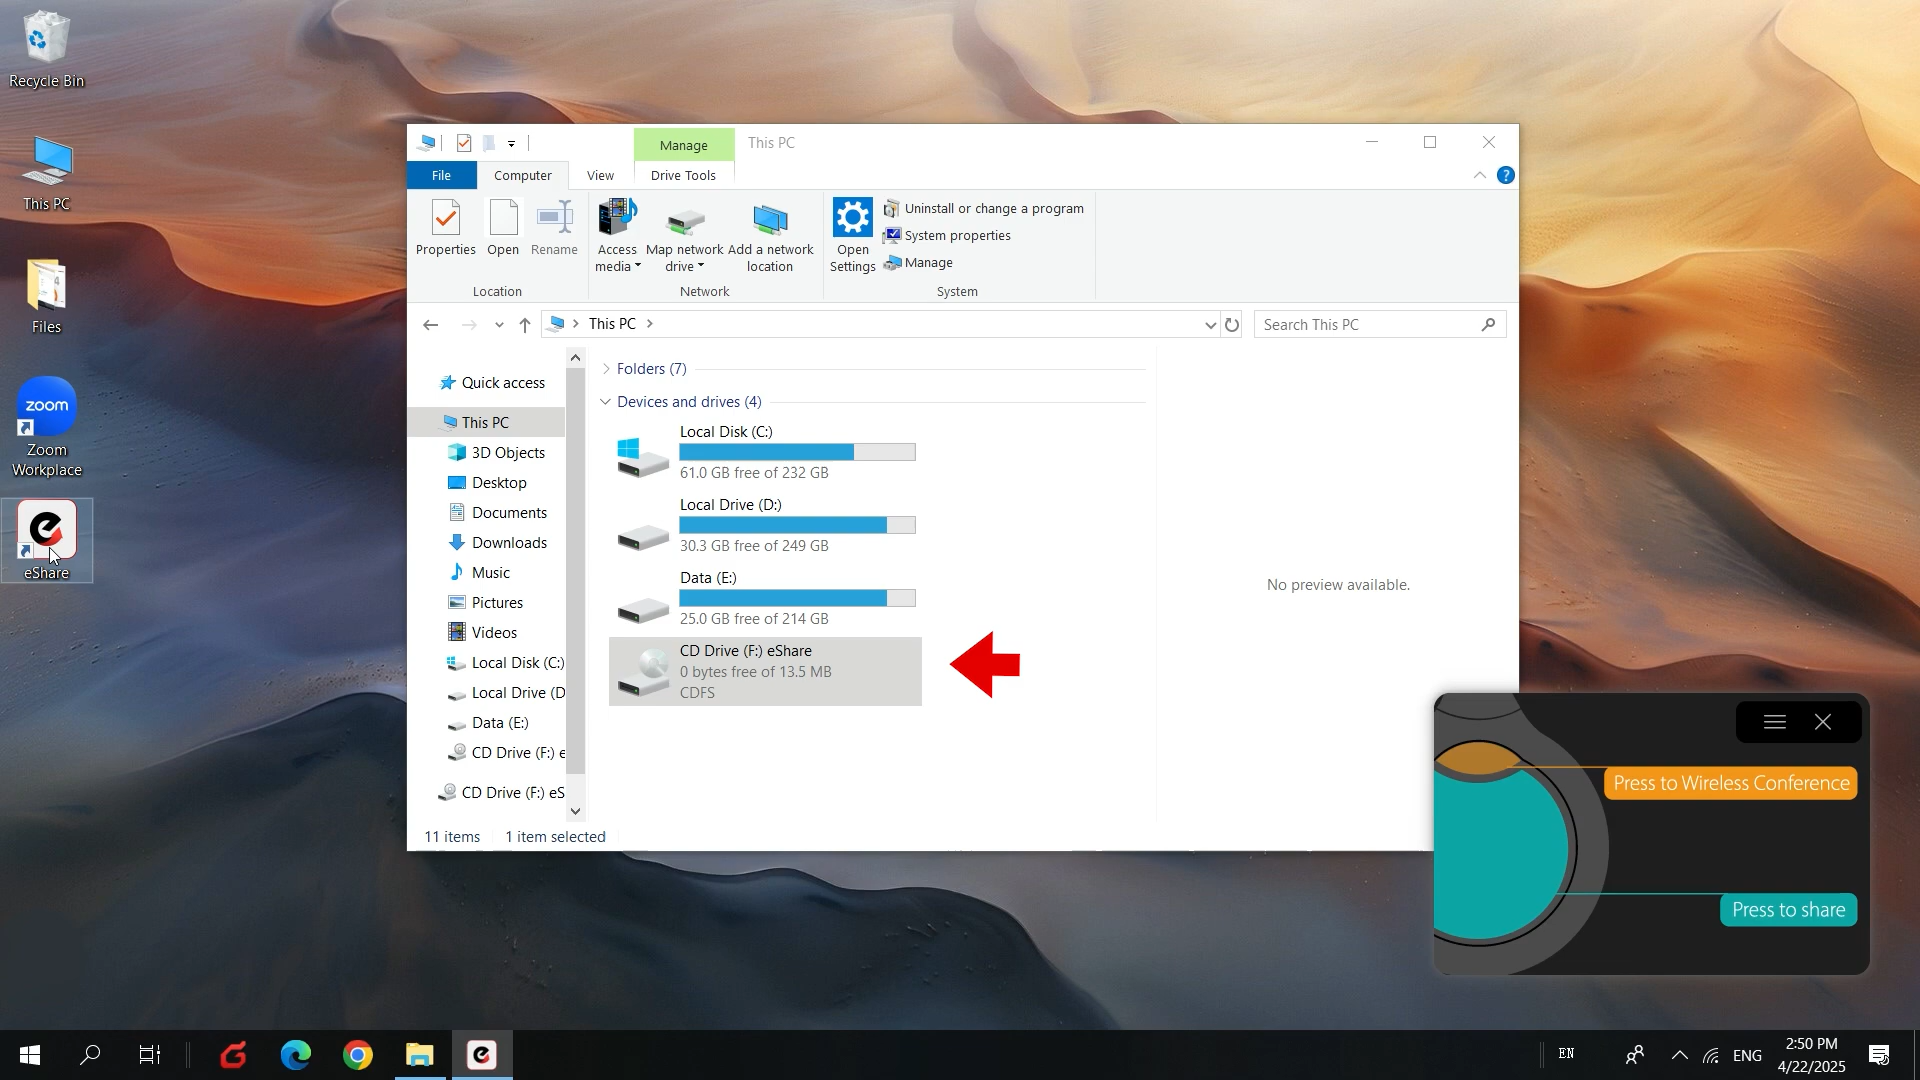 Recycle Bin
This PC
Files
zoom
Zoom
Workplace
eShare
Manage
This PC
File
Computer
View
Drive Tools
Properties
Open
Rename
Location
Access
media
Map network
drive
Add a network
location
Network
Open
Settings
Uninstall or change a program
System properties
Manage
System
This PC
Search This PC
Quick access
This PC
3D Objects
Desktop
Documents
Downloads
Music
Pictures
Videos
Local Disk (C:)
Local Drive (D
Data (E:)
CD Drive (F:) e
CD Drive (F:) eS
Folders (7)
Devices and drives (4)
Local Disk (C:)
61.0 GB free of 232 GB
Local Drive (D:)
30.3 GB free of 249 GB
Data (E:)
25.0 GB free of 214 GB
CD Drive (F:) eShare
0 bytes free of 13.5 MB
CDFS
No preview available.
11 items
1 item selected
Press to Wireless Conference
Press to share
EN
ENG
2:50 PM
4/22/2025